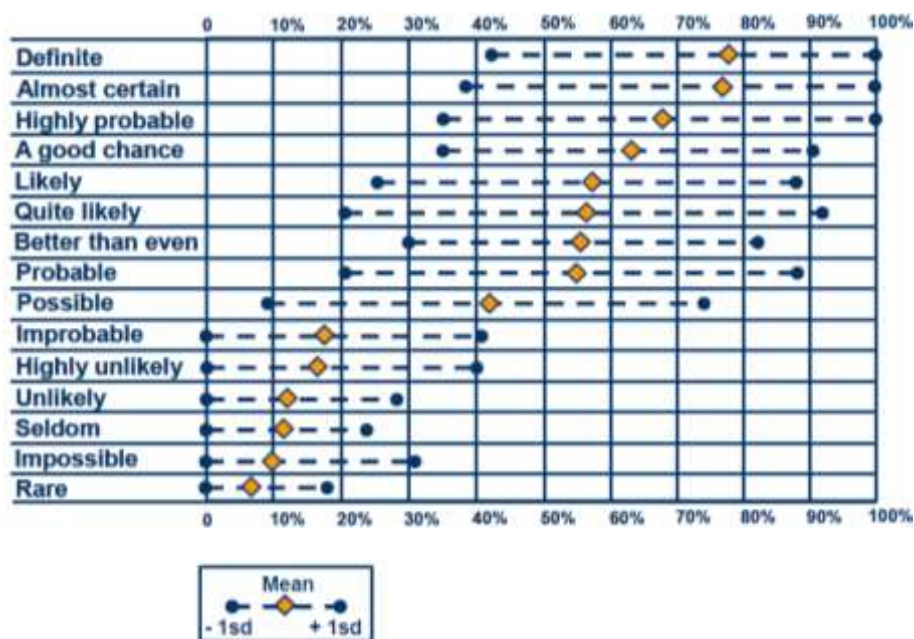 0 10% 20% 30% 40% 50% 60% 70% 80% 90% 100%
Definite
Almost certain
Highly probable
A good chance
Likely
Quite likely
Better than even
Probable
Possible
Improbable
Highly unlikely
Unlikely
Seldom
Impossible
Rare
0 10% 20% 30% 40% 50% 60% 70% 80% 90% 100%
Mean
- 1sd + 1sd